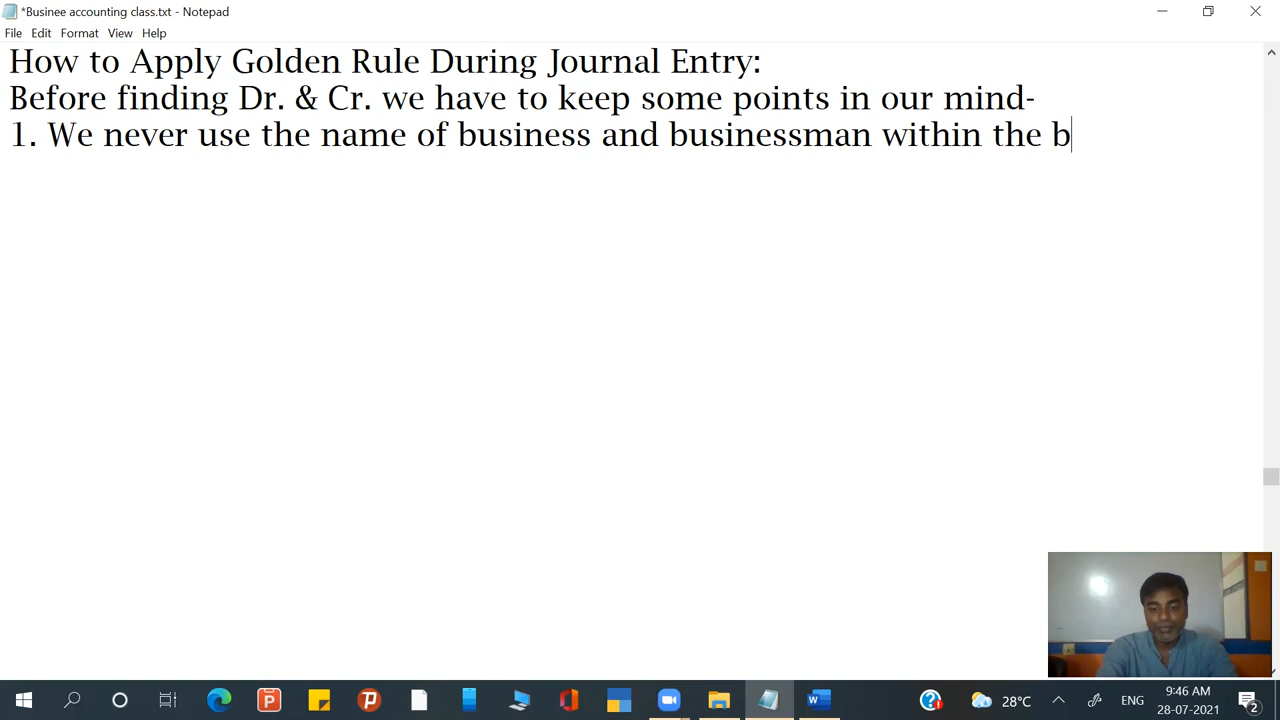 *Businee accounting class.txt - Notepad
File Edit Format View Help
How to Apply Golden Rule During Journal Entry:
Before finding Dr. & Cr. we have to keep some points in our mind-
1. We never use the name of business and businessman within the b
28°C
ENG
9:46 AM
28-07-2021
2